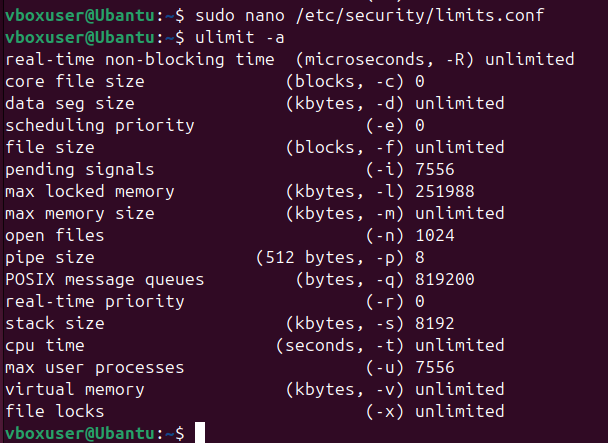 vboxuser@Ubantu:~$ sudo nano /etc/security/limits.conf
vboxuser@Ubantu:~$ ulimit -a
real-time non-blocking time  (microseconds, -R) unlimited
core file size              (blocks, -c) 0
data seg size               (kbytes, -d) unlimited
scheduling priority                 (-e) 0
file size                   (blocks, -f) unlimited
pending signals                     (-i) 7556
max locked memory           (kbytes, -l) 251988
max memory size             (kbytes, -m) unlimited
open files                          (-n) 1024
pipe size                (512 bytes, -p) 8
POSIX message queues         (bytes, -q) 819200
real-time priority                  (-r) 0
stack size                  (kbytes, -s) 8192
cpu time                   (seconds, -t) unlimited
max user processes                  (-u) 7556
virtual memory              (kbytes, -v) unlimited
file locks                          (-x) unlimited
vboxuser@Ubantu:~$